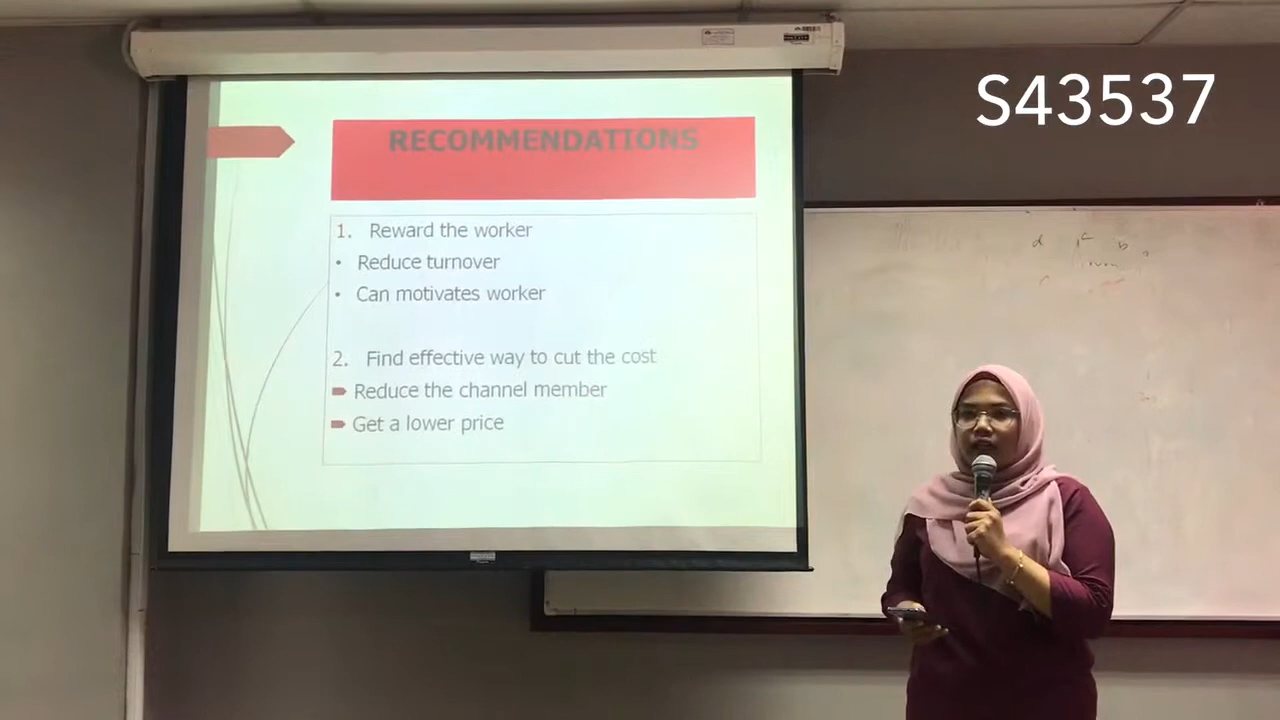 S43537
RECOMMENDATIONS
1. Reward the worker
• Reduce turnover
• Can motivates worker
2. Find effective way to cut the cost
Reduce the channel member
Get a lower price